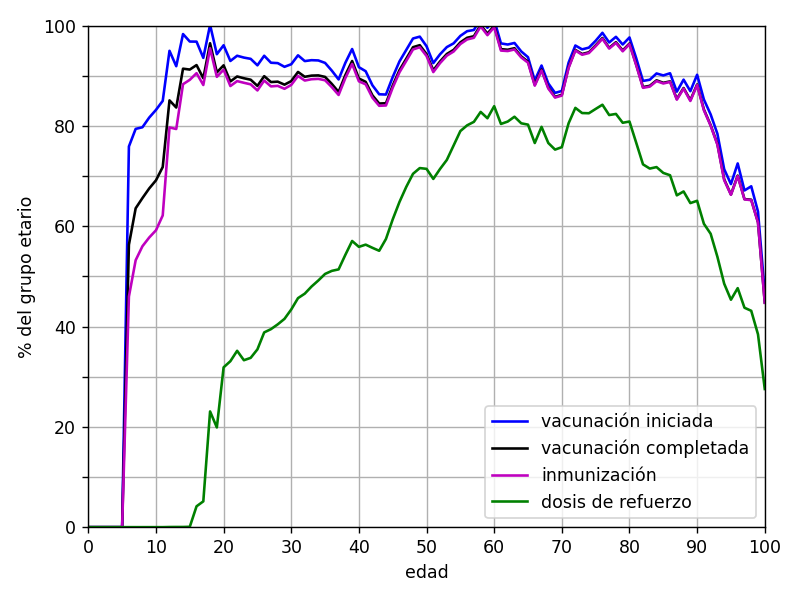 100
80
60
40
20
0
% del grupo etario
vacunación iniciada
vacunación completada
inmunización
dosis de refuerzo
0 10 20 30 40 50 60 70 80 90 100
edad